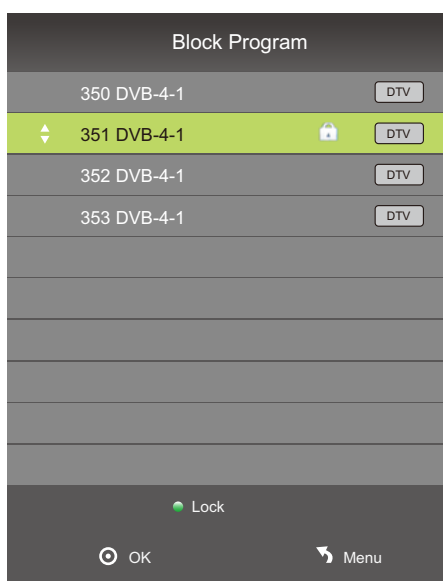 Block Program
350 DVB-4-1 DTV
351 DVB-4-1 DTV
352 DVB-4-1 DTV
353 DVB-4-1 DTV
Lock
OK Menu